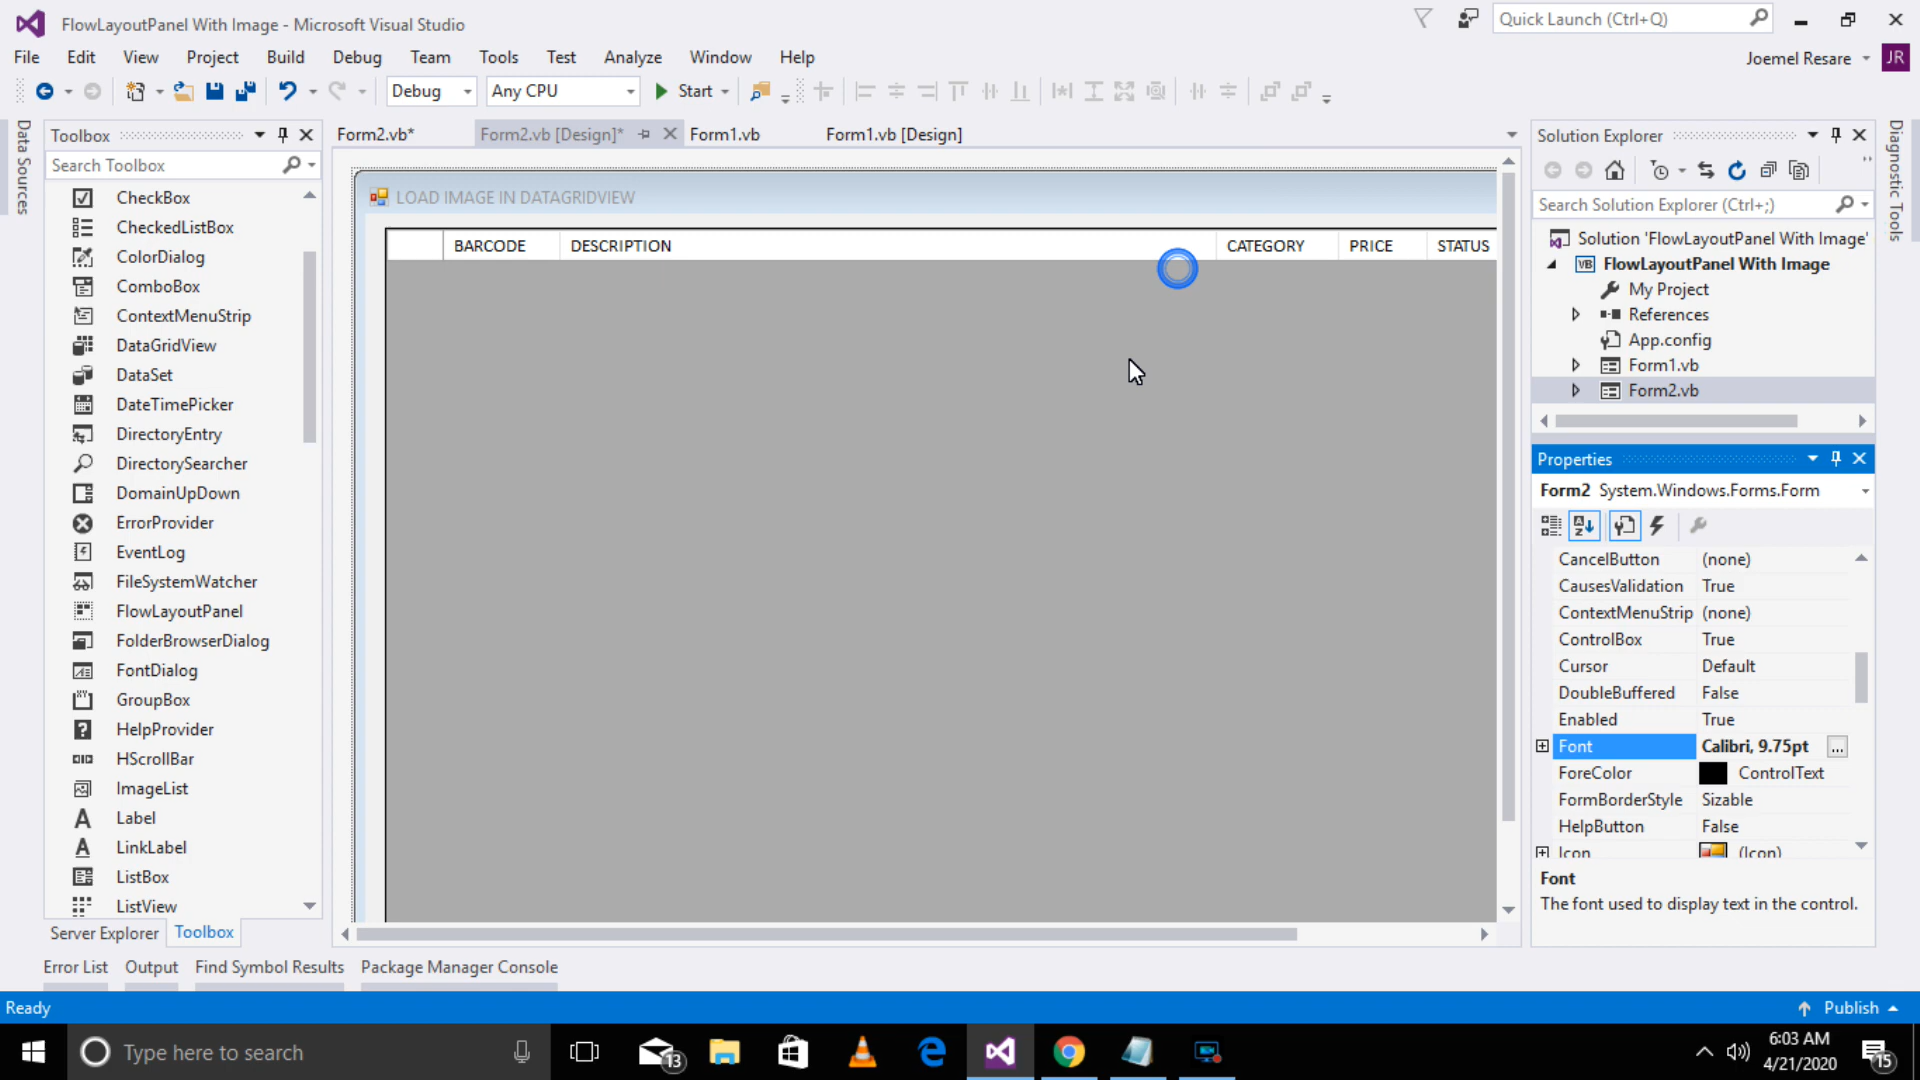 FlowLayoutPanel With Image - Microsoft Visual Studio
Quick Launch (Ctrl+Q)
File Edit View Project Build Debug Team Tools Test Analyze Window Help
Joemel Resare JR
Debug Any CPU Start
Data Sources
Toolbox
Search Toolbox
CheckBox
CheckedListBox
ColorDialog
ComboBox
ContextMenuStrip
DataGridView
DataSet
DateTimePicker
DirectoryEntry
DirectorySearcher
DomainUpDown
ErrorProvider
EventLog
FileSystemWatcher
FlowLayoutPanel
FolderBrowserDialog
FontDialog
GroupBox
HelpProvider
HScrollBar
ImageList
Label
LinkLabel
ListBox
ListView
Server Explorer Toolbox
Form2.vb* Form2.vb [Design]* Form1.vb Form1.vb [Design]
LOAD IMAGE IN DATAGRIDVIEW
BARCODE DESCRIPTION CATEGORY PRICE STATUS
Solution Explorer
Search Solution Explorer (Ctrl+;)
Solution 'FlowLayoutPanel With Image'
VB FlowLayoutPanel With Image
My Project
References
App.config
Form1.vb
Form2.vb
Diagnostic Tools
Properties
Form2 System.Windows.Forms.Form
CancelButton (none)
CausesValidation True
ContextMenuStrip (none)
ControlBox True
Cursor Default
DoubleBuffered False
Enabled True
Font Calibri, 9.75pt ...
ForeColor ControlText
FormBorderStyle Sizable
HelpButton False
Icon (Icon)
Font
The font used to display text in the control.
Error List Output Find Symbol Results Package Manager Console
Ready
Publish
Type here to search
13
6:03 AM
4/21/2020
15